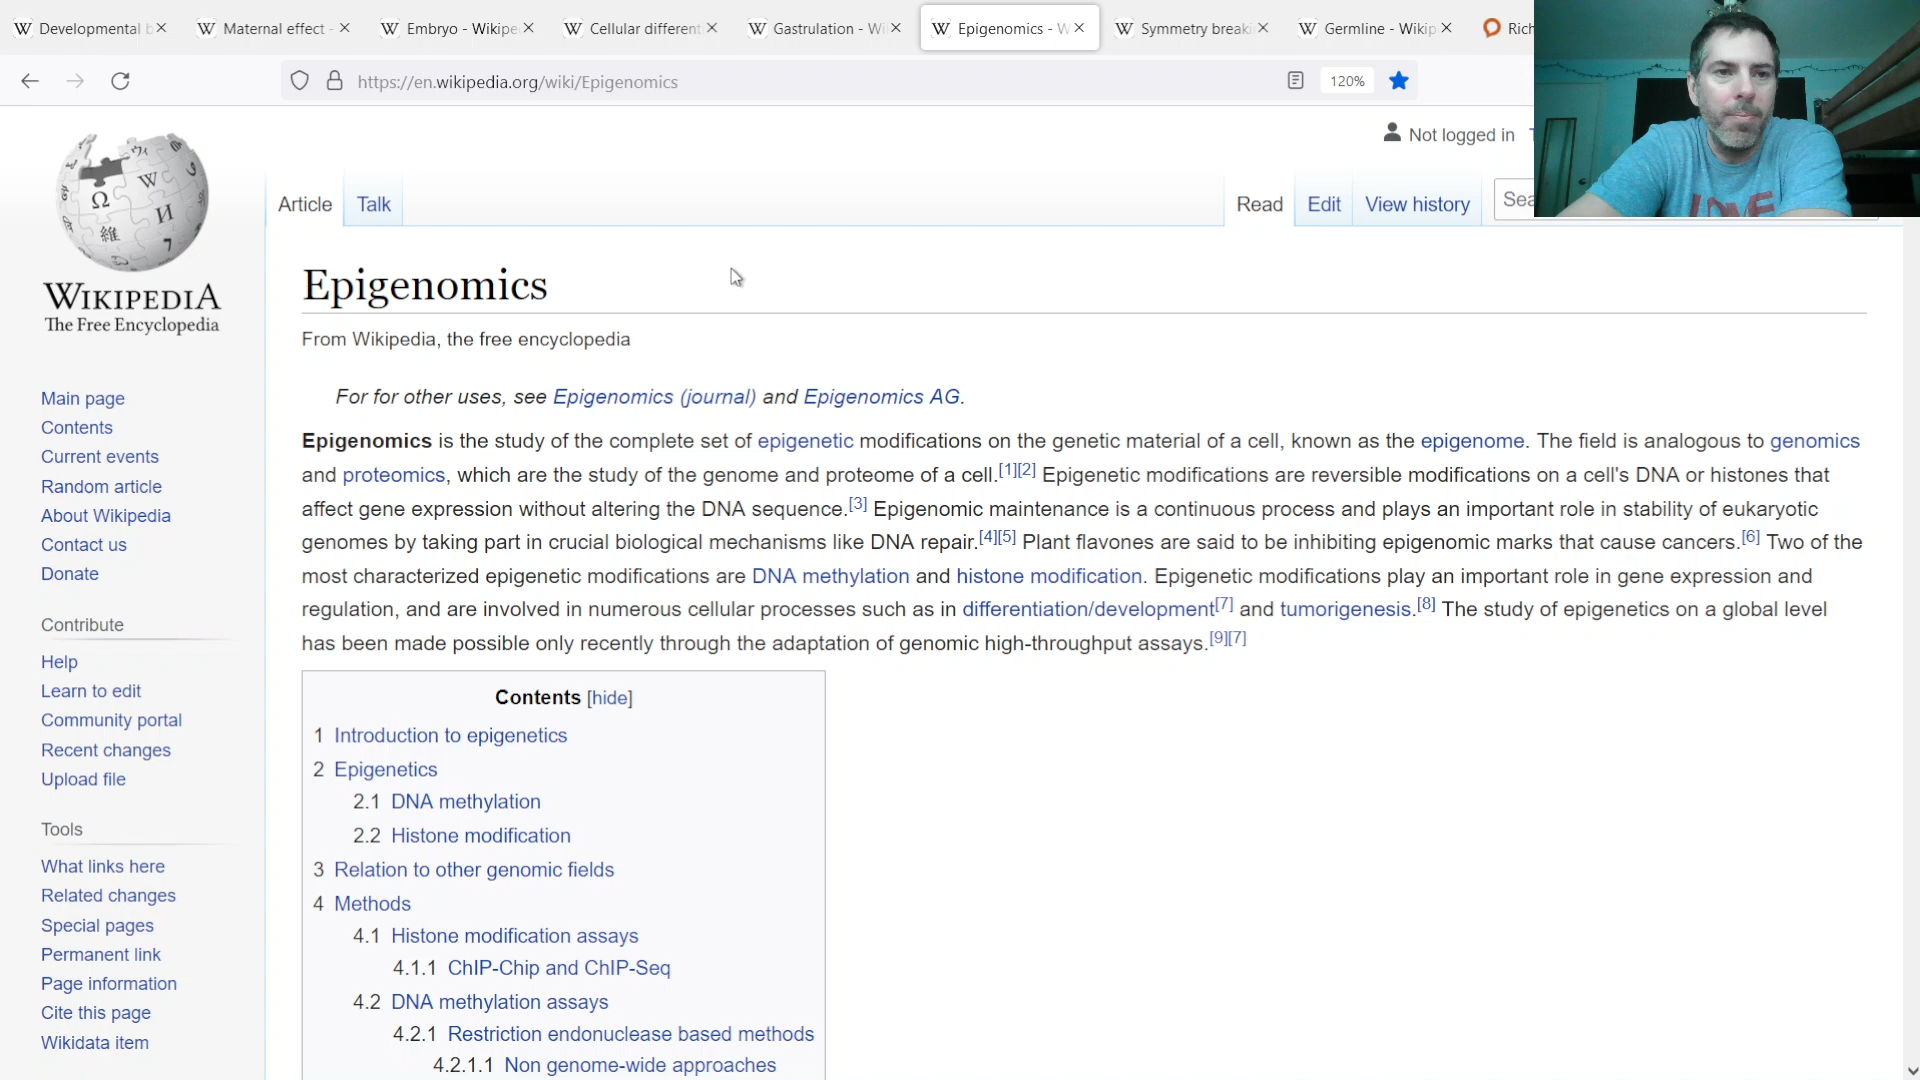 Developmental b
Maternal effect -
Embryo - Wikipe
Cellular different
Gastrulation - Wi
Epigenomics - W
Symmetry breaki
Germline - Wikip
Rich
https://en.wikipedia.org/wiki/Epigenomics
120%
Not logged in
Article
Talk
Read
Edit
View history
Sea
LOVE
WIKIPEDIA
The Free Encyclopedia
Main page
Contents
Current events
Random article
About Wikipedia
Contact us
Donate
Contribute
Help
Learn to edit
Community portal
Recent changes
Upload file
Tools
What links here
Related changes
Special pages
Permanent link
Page information
Cite this page
Wikidata item
Epigenomics
From Wikipedia, the free encyclopedia
For for other uses, see Epigenomics (journal) and Epigenomics AG.
Epigenomics is the study of the complete set of epigenetic modifications on the genetic material of a cell, known as the epigenome. The field is analogous to genomics
and proteomics, which are the study of the genome and proteome of a cell.[1][2] Epigenetic modifications are reversible modifications on a cell's DNA or histones that
affect gene expression without altering the DNA sequence.[3] Epigenomic maintenance is a continuous process and plays an important role in stability of eukaryotic
genomes by taking part in crucial biological mechanisms like DNA repair.[4][5] Plant flavones are said to be inhibiting epigenomic marks that cause cancers.[6] Two of the
most characterized epigenetic modifications are DNA methylation and histone modification. Epigenetic modifications play an important role in gene expression and
regulation, and are involved in numerous cellular processes such as in differentiation/development[7] and tumorigenesis.[8] The study of epigenetics on a global level
has been made possible only recently through the adaptation of genomic high-throughput assays.[9][7]
Contents [hide]
1 Introduction to epigenetics
2 Epigenetics
2.1 DNA methylation
2.2 Histone modification
3 Relation to other genomic fields
4 Methods
4.1 Histone modification assays
4.1.1 ChIP-Chip and ChIP-Seq
4.2 DNA methylation assays
4.2.1 Restriction endonuclease based methods
4.2.1.1 Non genome-wide approaches